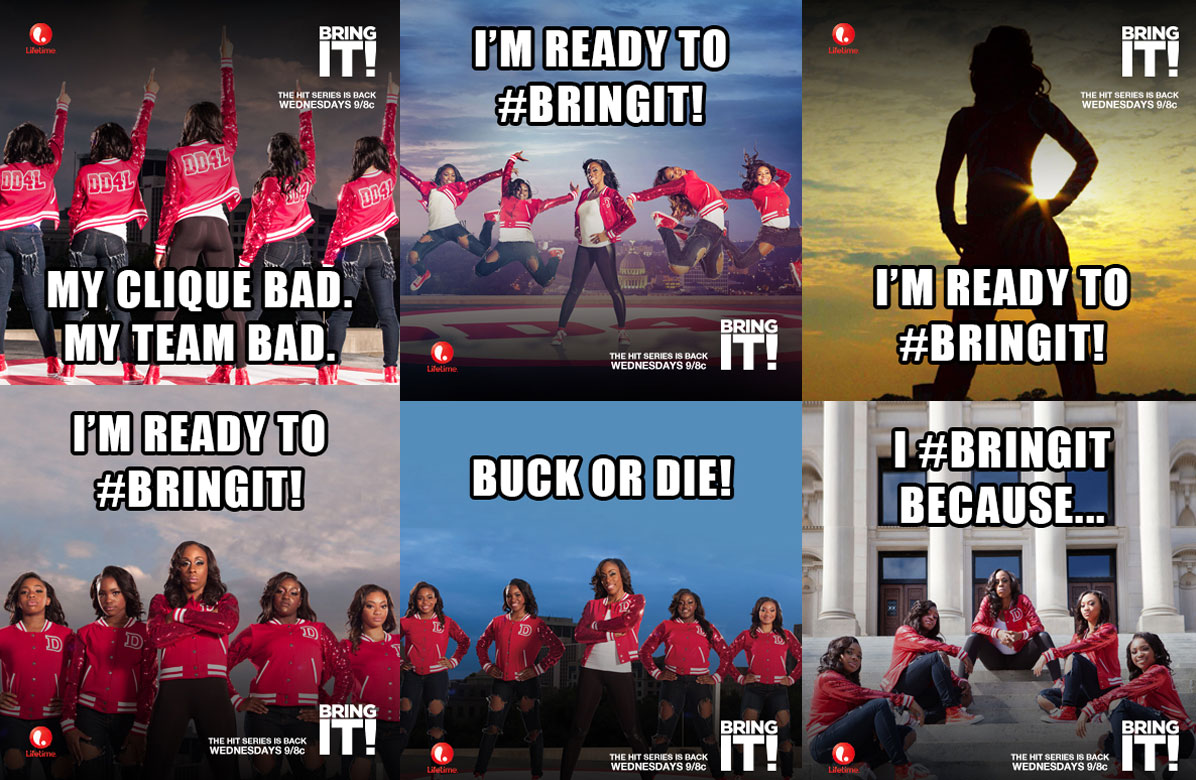 Lifetime
BRING
IT!
THE HIT SERIES IS BACK
WEDNESDAYS 9/8c
DD4L
DD4L
DD4L
DD4L
MY CLIQUE BAD.
MY TEAM BAD.
I'M READY TO
#BRINGIT!
Lifetime
BRING
IT!
THE HIT SERIES IS BACK
WEDNESDAYS 9/8c
Lifetime
BRING
IT!
THE HIT SERIES IS BACK
WEDNESDAYS 9/8c
I'M READY TO
#BRINGIT!
I'M READY TO
#BRINGIT!
D
D
D
D
D
Lifetime
BRING
IT!
THE HIT SERIES IS BACK
WEDNESDAYS 9/8c
BUCK OR DIE!
D
D
D
D
Lifetime
BRING
IT!
THE HIT SERIES IS BACK
WEDNESDAYS 9/8c
I #BRINGIT
BECAUSE...
D
Lifetime
BRING
IT!
THE HIT SERIES IS BACK
WEDNESDAYS 9/8c